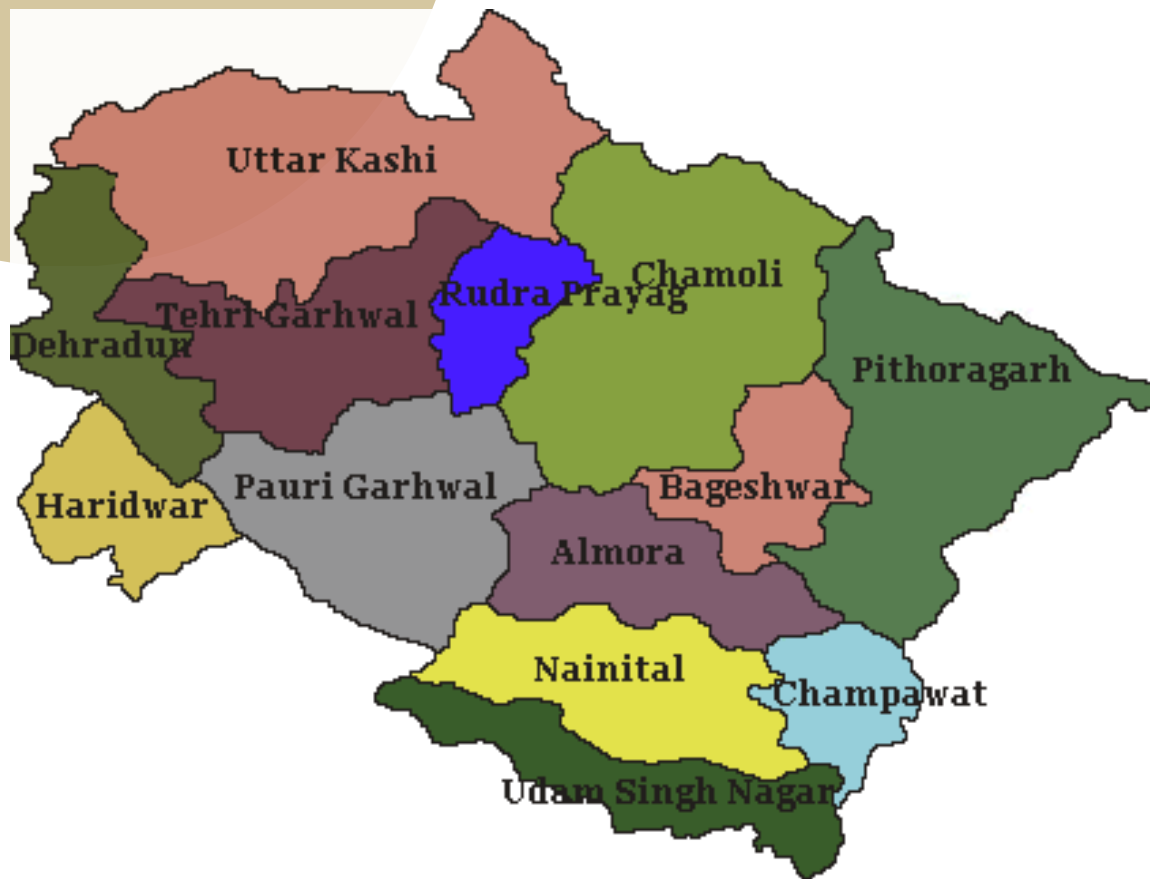 Uttar Kashi
Chamoli
Rudra Prayag
Tehri Garhwal
Dehradun
Pithoragarh
Pauri Garhwal
Bageshwar
Haridwar
Almora
Nainital
Champawat
Udam Singh Nagar